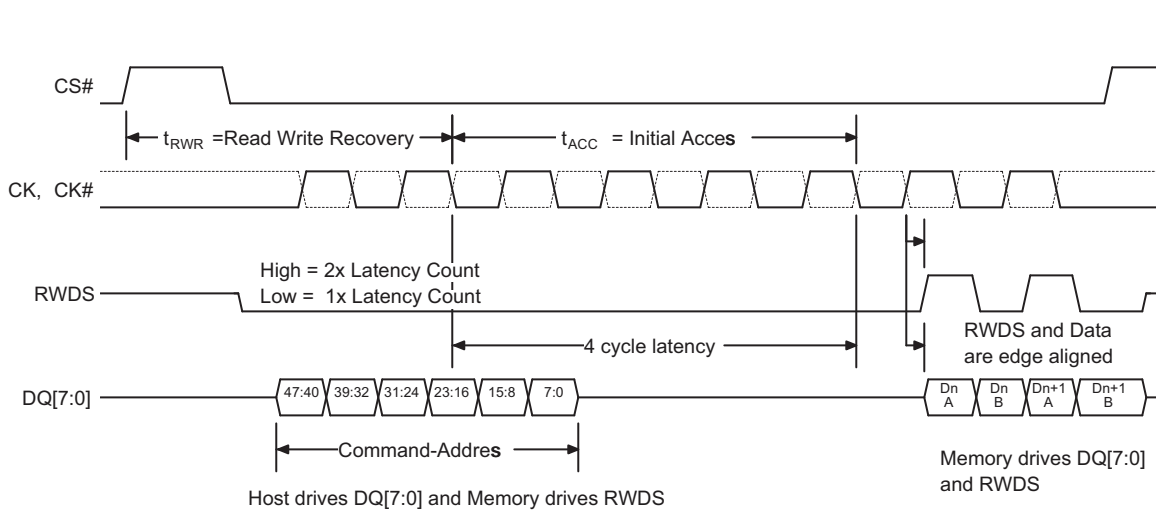 CS#
t_RWR =Read Write Recovery
t_ACC = Initial Acces s
CK, CK#
High = 2x Latency Count
Low = 1x Latency Count
RWDS
4 cycle latency
RWDS and Data
are edge aligned
DQ[7:0]
47:40 39:32 31:24 23:16 15:8 7:0
Dn Dn Dn+1 Dn+1
A B A B
Command-Address
Host drives DQ[7:0] and Memory drives RWDS
Memory drives DQ[7:0]
and RWDS